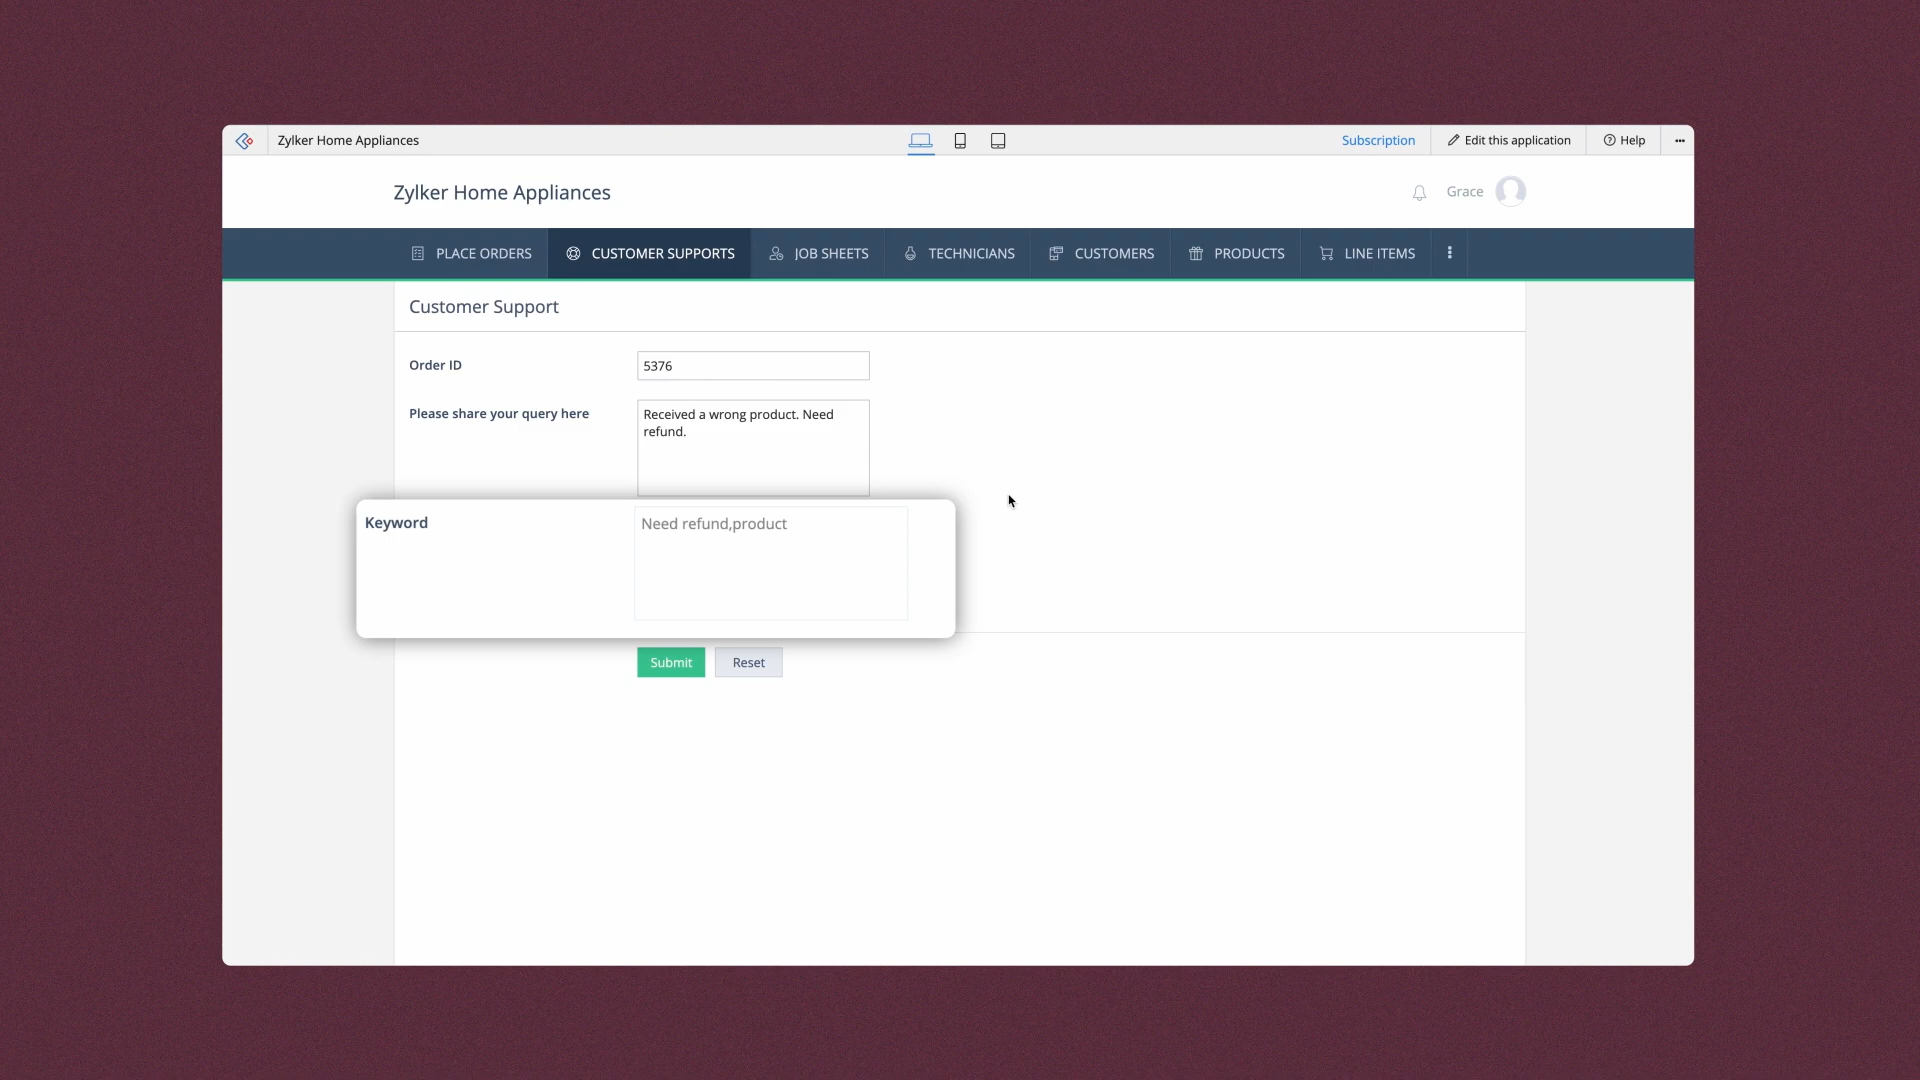 Zylker Home Appliances
Subscription
Edit this application
Help
Zylker Home Appliances
Grace
PLACE ORDERS
CUSTOMER SUPPORTS
JOB SHEETS
TECHNICIANS
CUSTOMERS
PRODUCTS
LINE ITEMS
Customer Support
Order ID
5376
Please share your query here
Received a wrong product. Need
refund.
Keyword
Need refund,product
Submit
Reset